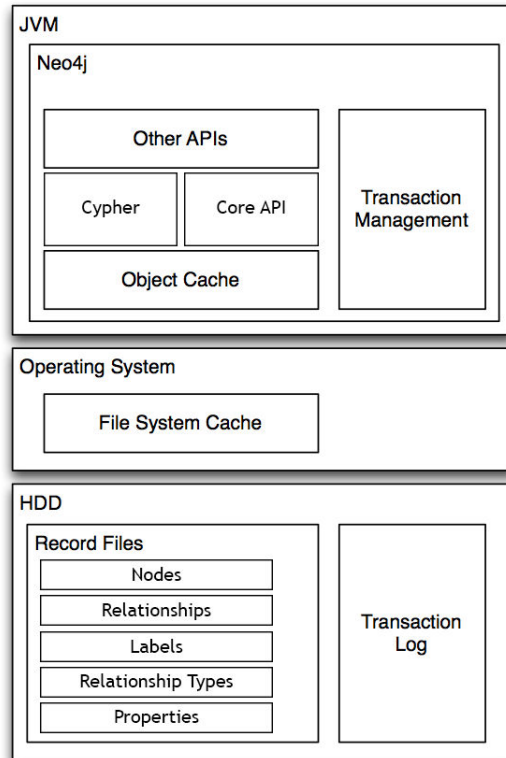 JVM
Neo4j
Other APIs
Cypher
Core API
Object Cache
Transaction
Management
Operating System
File System Cache
HDD
Record Files
Nodes
Relationships
Labels
Relationship Types
Properties
Transaction
Log